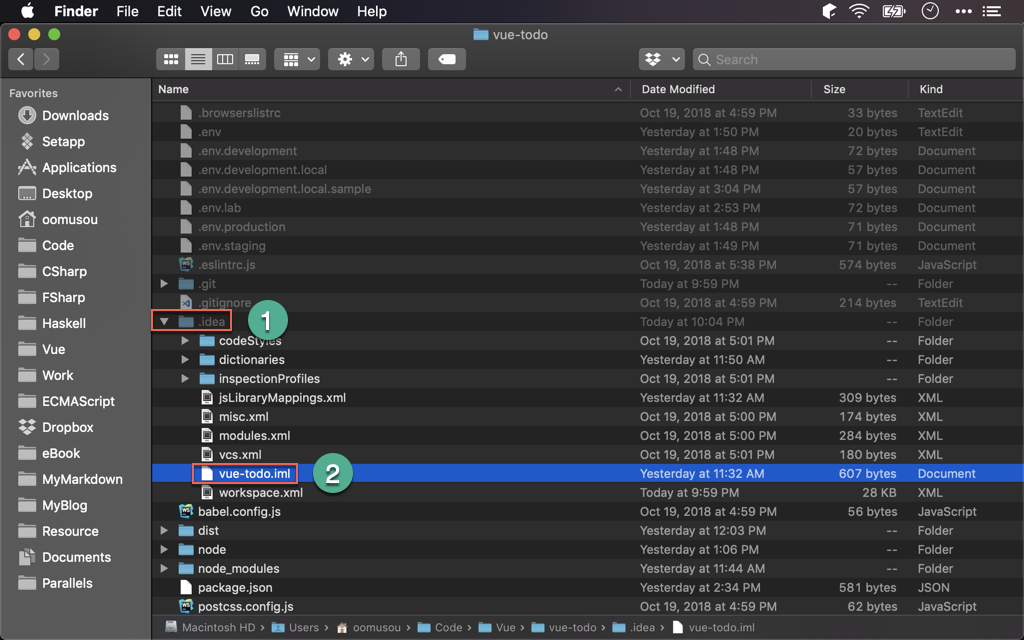 Finder File Edit View Go Window Help
vue-todo
Search
Favorites
Downloads
Setapp
Applications
Desktop
oomusou
Code
CSharp
FSharp
Haskell
Vue
Work
ECMAScript
Dropbox
eBook
MyMarkdown
MyBlog
Resource
Documents
Parallels
Name Date Modified Size Kind
.browserslistrc Oct 19, 2018 at 4:59 PM 33 bytes TextEdit
.env Yesterday at 1:50 PM 20 bytes TextEdit
.env.development Yesterday at 1:48 PM 72 bytes Document
.env.development.local Yesterday at 1:48 PM 57 bytes Document
.env.development.local.sample Yesterday at 3:04 PM 57 bytes Document
.env.lab Yesterday at 2:53 PM 72 bytes Document
.env.production Yesterday at 1:48 PM 71 bytes Document
.env.staging Yesterday at 1:49 PM 71 bytes Document
.eslintrc.js Oct 19, 2018 at 5:38 PM 574 bytes JavaScript
.git Today at 9:59 PM -- Folder
.gitignore Oct 19, 2018 at 4:59 PM 214 bytes TextEdit
.idea 1 Today at 10:04 PM -- Folder
codeStyles Oct 19, 2018 at 5:01 PM -- Folder
dictionaries Yesterday at 11:50 AM -- Folder
inspectionProfiles Oct 19, 2018 at 5:01 PM -- Folder
jsLibraryMappings.xml Yesterday at 11:32 AM 309 bytes XML
misc.xml Oct 19, 2018 at 5:00 PM 174 bytes XML
modules.xml Oct 19, 2018 at 5:00 PM 284 bytes XML
vcs.xml Oct 19, 2018 at 5:01 PM 180 bytes XML
vue-todo.iml 2 Yesterday at 11:32 AM 607 bytes Document
workspace.xml Today at 9:59 PM 28 KB XML
babel.config.js Oct 19, 2018 at 4:59 PM 56 bytes JavaScript
dist Yesterday at 12:03 PM -- Folder
node Yesterday at 1:06 PM -- Folder
node_modules Yesterday at 11:44 AM -- Folder
package.json Yesterday at 2:34 PM 581 bytes JSON
postcss.config.js Oct 19, 2018 at 4:59 PM 62 bytes JavaScript
Macintosh HD › Users › oomusou › Code › Vue › vue-todo › .idea › vue-todo.iml